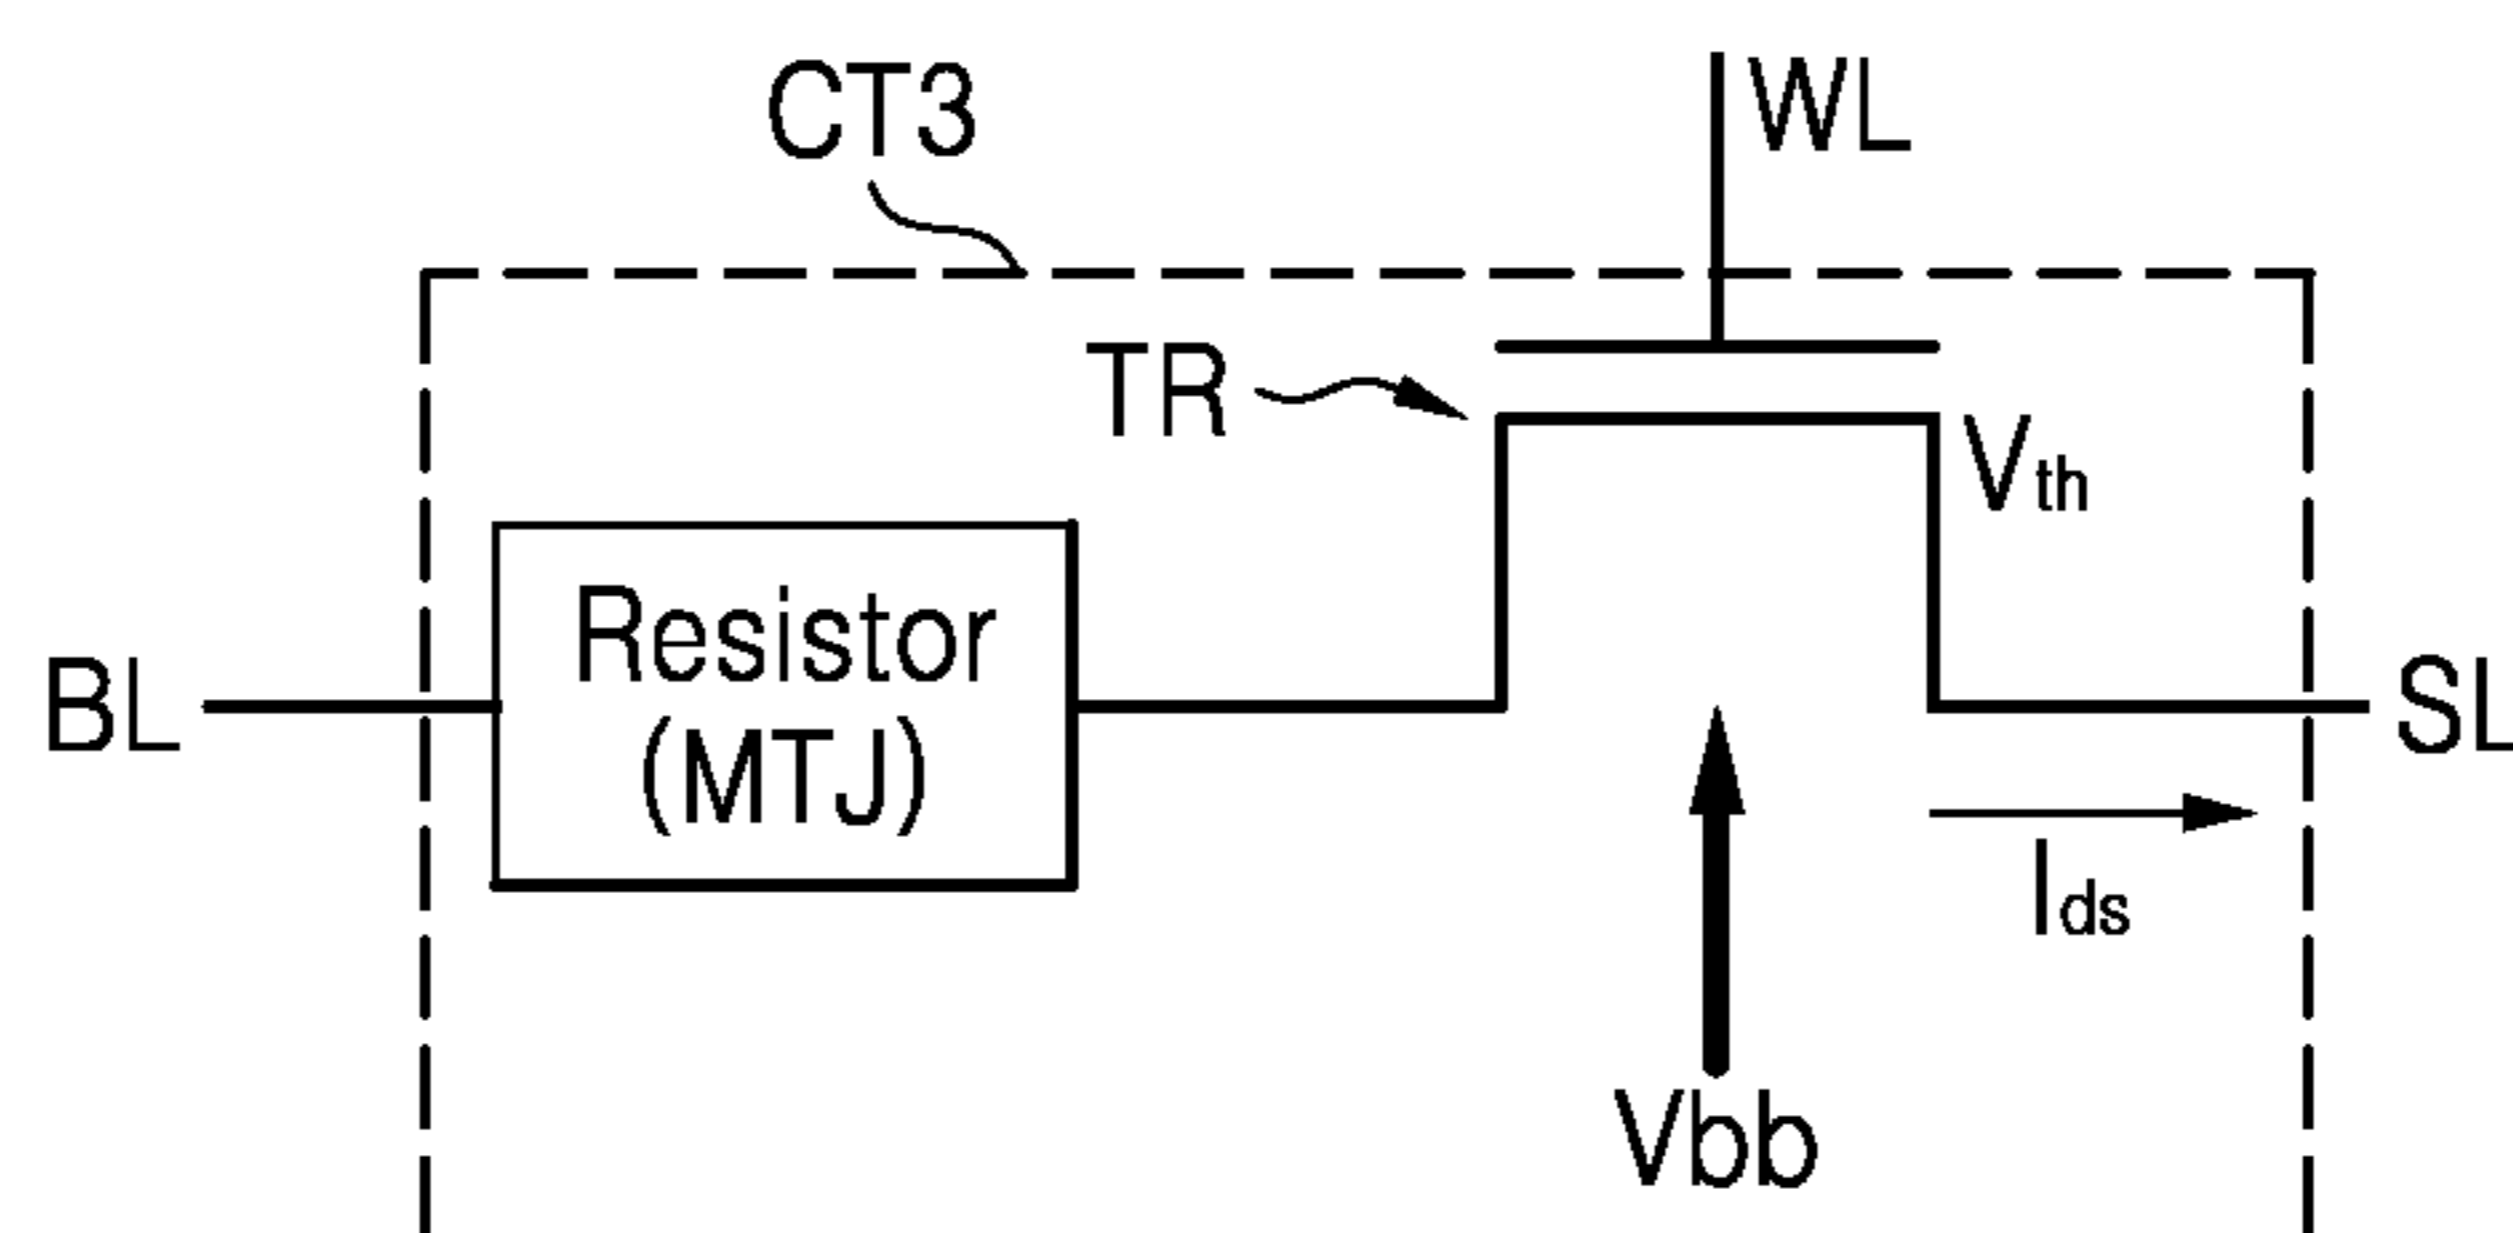 CT3
WL
TR
Vth
Resistor
(MTJ)
BL
SL
Ids
Vbb